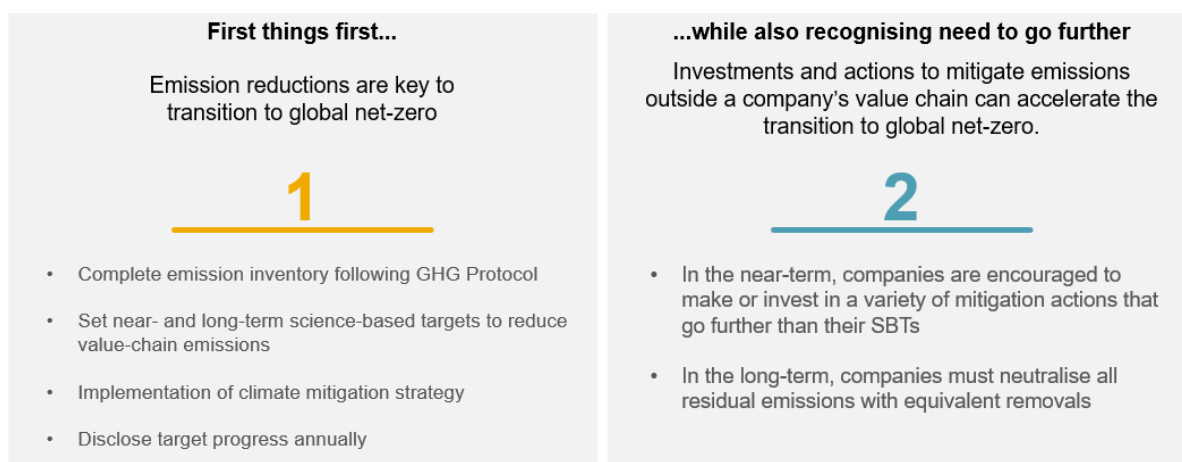 First things first...
Emission reductions are key to
transition to global net-zero
1
• Complete emission inventory following GHG Protocol
• Set near- and long-term science-based targets to reduce
value-chain emissions
• Implementation of climate mitigation strategy
• Disclose target progress annually
...while also recognising need to go further
Investments and actions to mitigate emissions
outside a company's value chain can accelerate the
transition to global net-zero.
2
• In the near-term, companies are encouraged to
make or invest in a variety of mitigation actions that
go further than their SBTs
• In the long-term, companies must neutralise all
residual emissions with equivalent removals